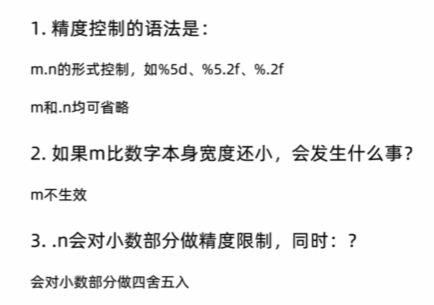 1. 精度控制的语法是：
m.n的形式控制，如%5d、%5.2f、%.2f
m和.n均可省略
2. 如果m比数字本身宽度还小，会发生什么事？
m不生效
3. .n会对小数部分做精度限制，同时：？
会对小数部分做四舍五入